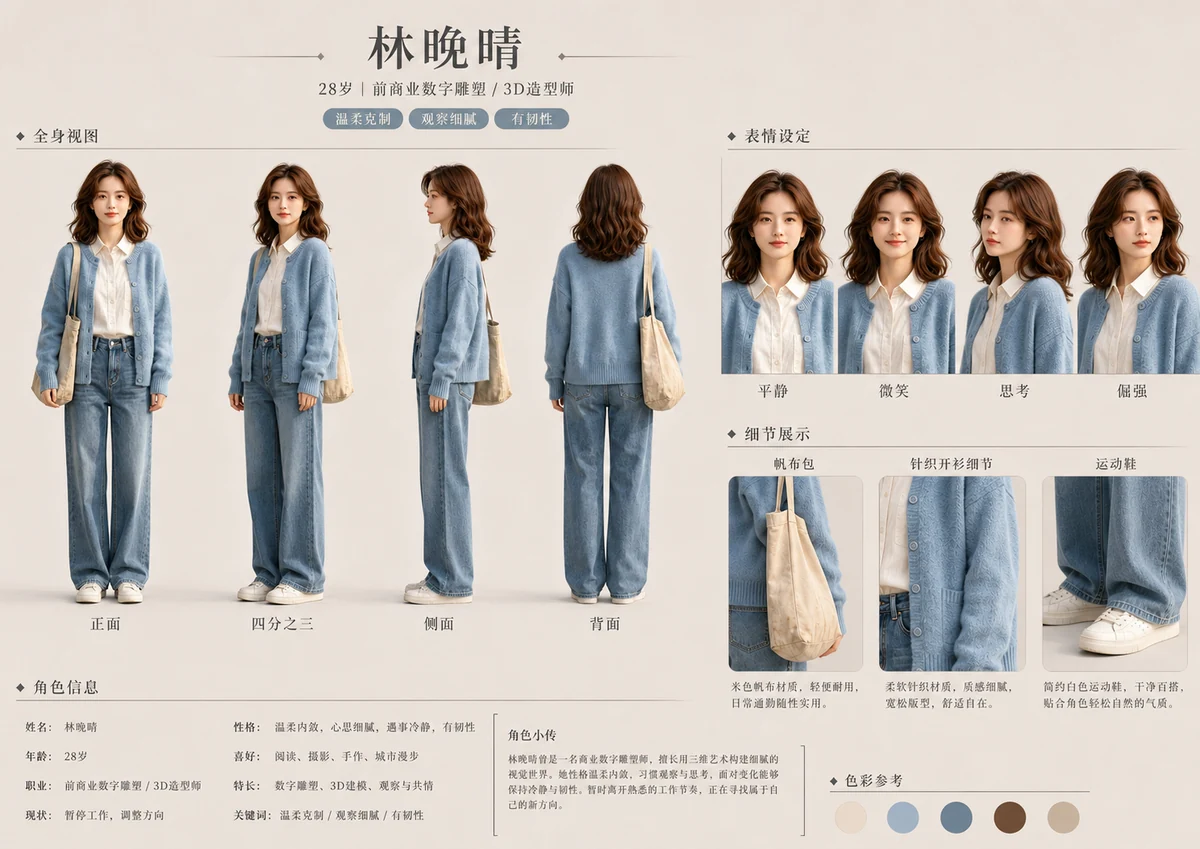 林晚晴
28岁 | 前商业数字雕塑 / 3D造型师
温柔克制 观察细腻 有韧性
全身视图
正面 四分之三 侧面 背面
表情设定
平静 微笑 思考 倔强
细节展示
帆布包 针织开衫细节 运动鞋
米色帆布材质，轻便耐用，
日常通勤随性实用。
柔软针织材质，质感细腻，
宽松版型，舒适自在。
简约白色运动鞋，干净百搭，
贴合角色轻松自然的气质。
角色信息
姓名： 林晚晴
年龄： 28岁
职业： 前商业数字雕塑 / 3D造型师
现状： 暂停工作，调整方向
性格： 温柔内敛，心思细腻，遇事冷静，有韧性
喜好： 阅读、摄影、手作、城市漫步
特长： 数字雕塑、3D建模、观察与共情
关键词： 温柔克制 / 观察细腻 / 有韧性
角色小传
林晚晴曾是一名商业数字雕塑师，擅长用三维艺术构建细腻的
视觉世界。她性格温柔内敛，习惯观察与思考，面对变化能够
保持冷静与韧性。暂时离开熟悉的工作节奏，正在寻找属于自
己的新方向。
色彩参考